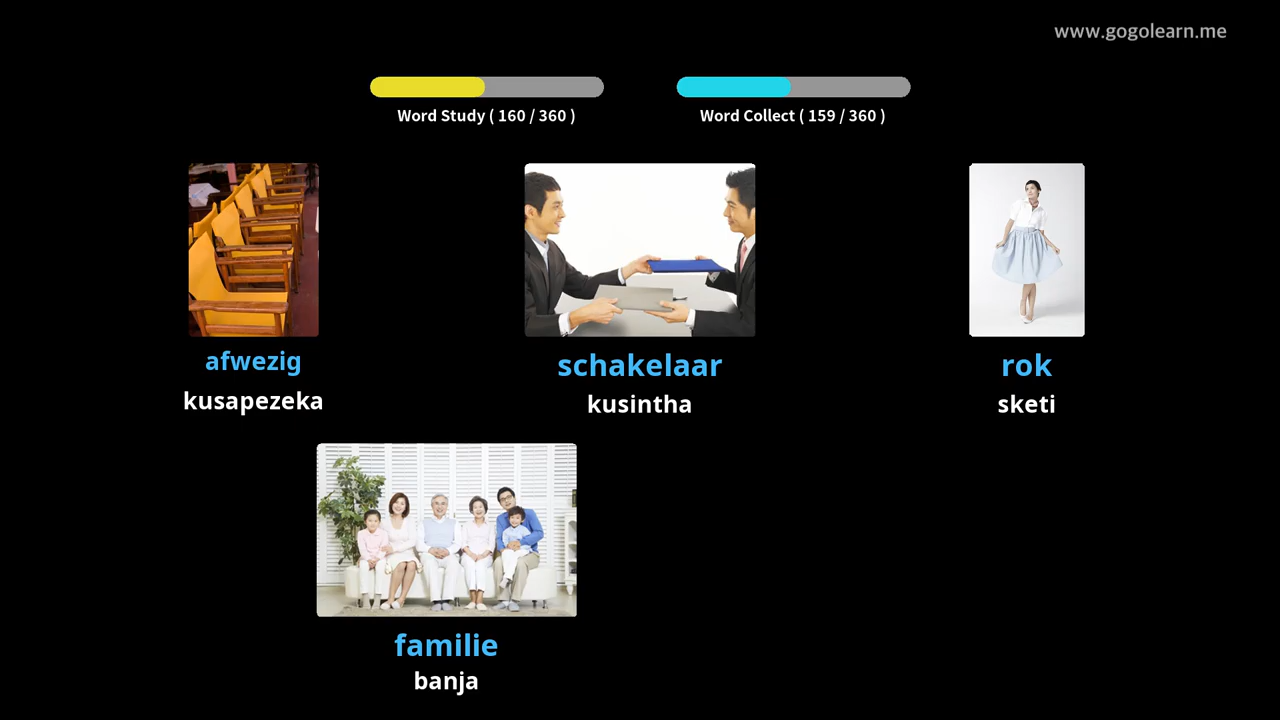 www.gogolearn.me
Word Study ( 160 / 360 )
Word Collect ( 159 / 360 )
afwezig
kusapezeka
schakelaar
kusintha
rok
sketi
familie
banja